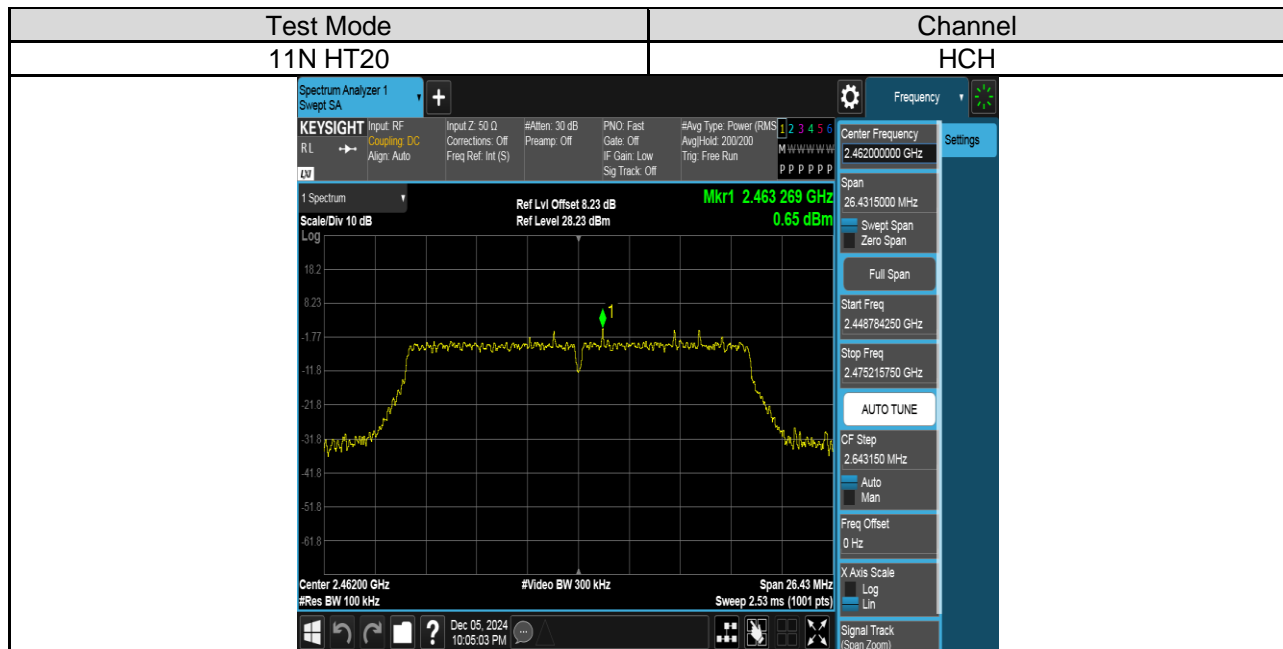 Test Mode Channel
11N HT20 HCH
Spectrum Analyzer 1
Swept SA
+
Frequency
KEYSIGHT
RL
LXI
Input: RF
Coupling: DC
Align: Auto
Input Z: 50 Ω
Corrections: Off
Freq Ref: Int (S)
#Atten: 30 dB
Preamp: Off
PNO: Fast
Gate: Off
IF Gain: Low
Sig Track: Off
#Avg Type: Power (RMS
Avg|Hold: 200/200
Trig: Free Run
1 2 3 4 5 6
M W W W W W
P P P P P P
1 Spectrum
Scale/Div 10 dB
Log
Ref Lvl Offset 8.23 dB
Ref Level 28.23 dBm
Mkr1 2.463 269 GHz
0.65 dBm
18.2
8.23
-1.77
-11.8
-21.8
-31.8
-41.8
-51.8
-61.8
1
Center 2.46200 GHz
#Res BW 100 kHz
#Video BW 300 kHz
Span 26.43 MHz
Sweep 2.53 ms (1001 pts)
Dec 05, 2024
10:05:03 PM
?
Center Frequency
2.462000000 GHz
Span
26.4315000 MHz
Swept Span
Zero Span
Full Span
Start Freq
2.448784250 GHz
Stop Freq
2.475215750 GHz
AUTO TUNE
CF Step
2.643150 MHz
Auto
Man
Freq Offset
0 Hz
X Axis Scale
Log
Lin
Signal Track
(Span Zoom)
Settings